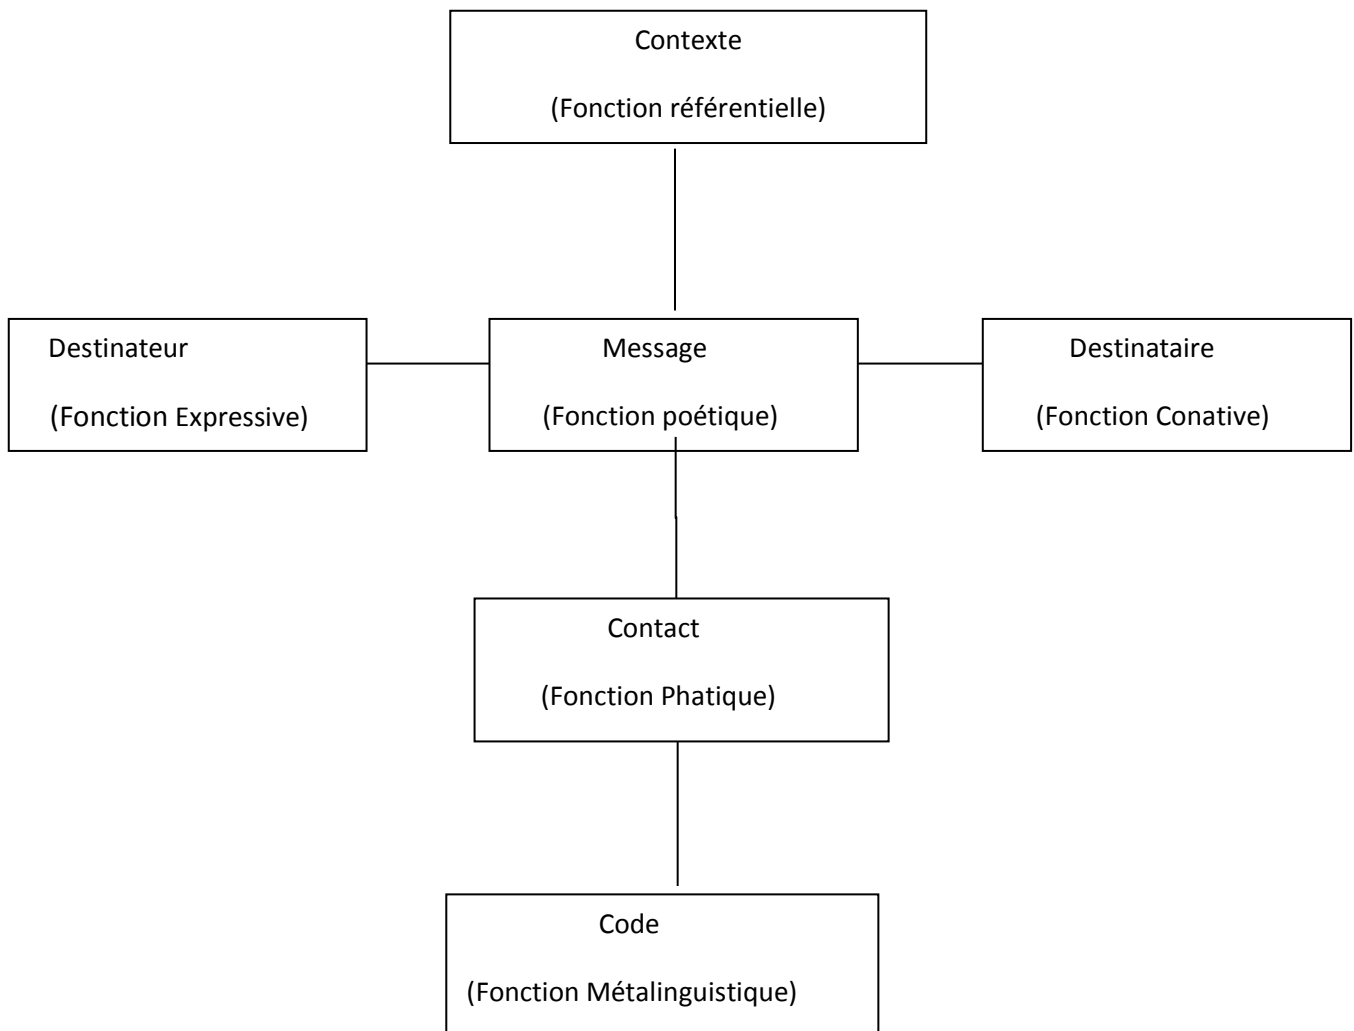 Contexte
(Fonction référentielle)
Destinateur
(Fonction Expressive)
Message
(Fonction poétique)
Destinataire
(Fonction Conative)
Contact
(Fonction Phatique)
Code
(Fonction Métalinguistique)